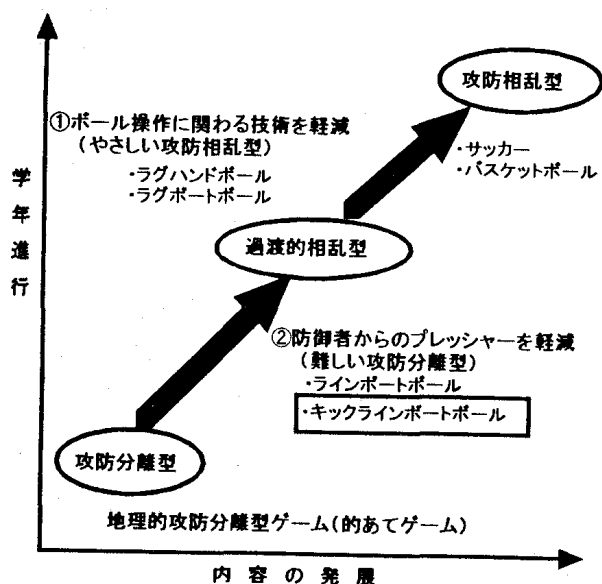 攻防相乱型
①ボール操作に関わる技術を軽減
(やさしい攻防相乱型)
・ラグハンドボール
・ラグポートボール
・サッカー
・バスケットボール
学年進行
過渡的相乱型
②防御者からのプレッシャーを軽減
(難しい攻防分離型)
・ラインポートボール
・キックラインポートボール
攻防分離型
地理的攻防分離型ゲーム(的あてゲーム)
内容の発展